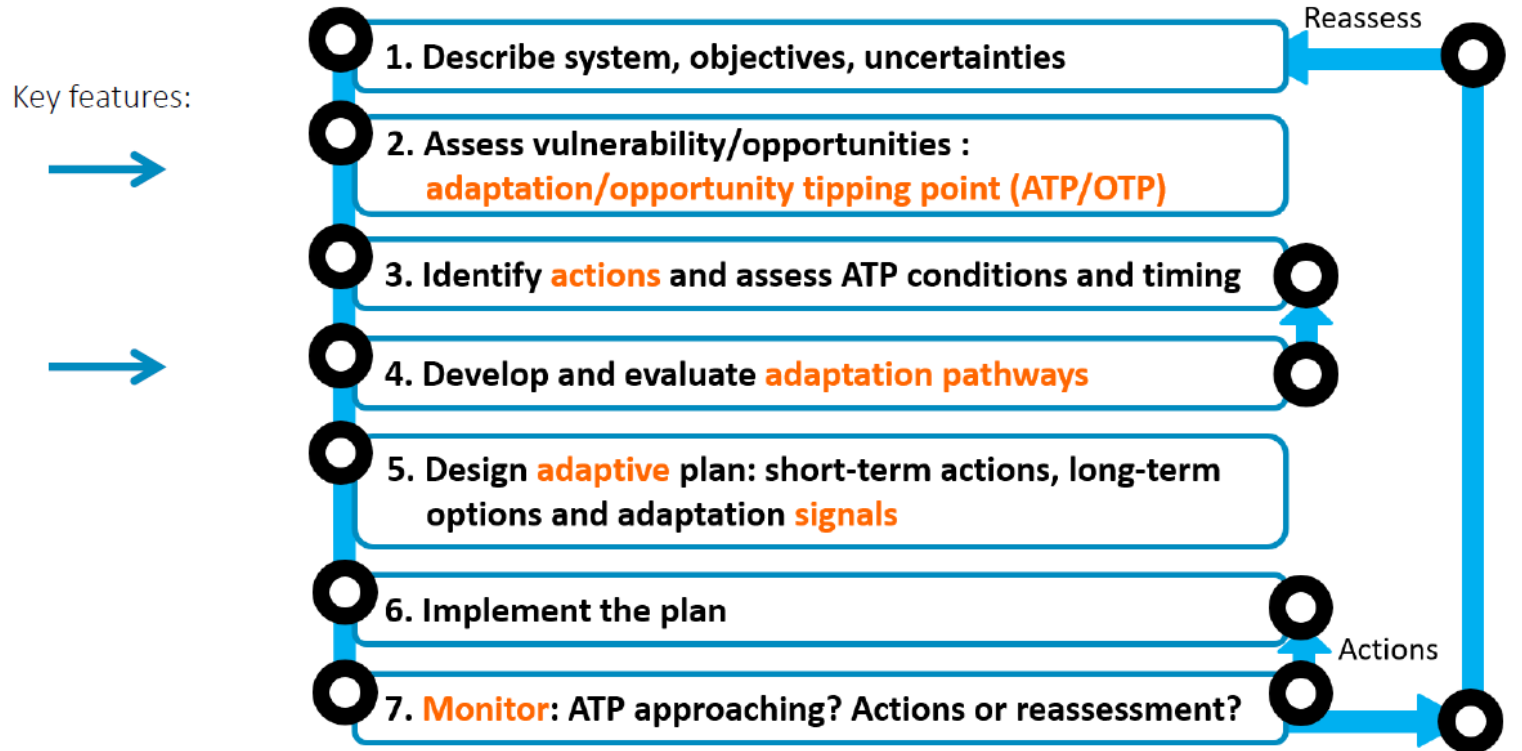 Reassess
1. Describe system, objectives, uncertainties
Key features:
2. Assess vulnerability/opportunities :
adaptation/opportunity tipping point (ATP/OTP)
3. Identify actions and assess ATP conditions and timing
4. Develop and evaluate adaptation pathways
5. Design adaptive plan: short-term actions, long-term
options and adaptation signals
6. Implement the plan
Actions
7. Monitor: ATP approaching? Actions or reassessment?